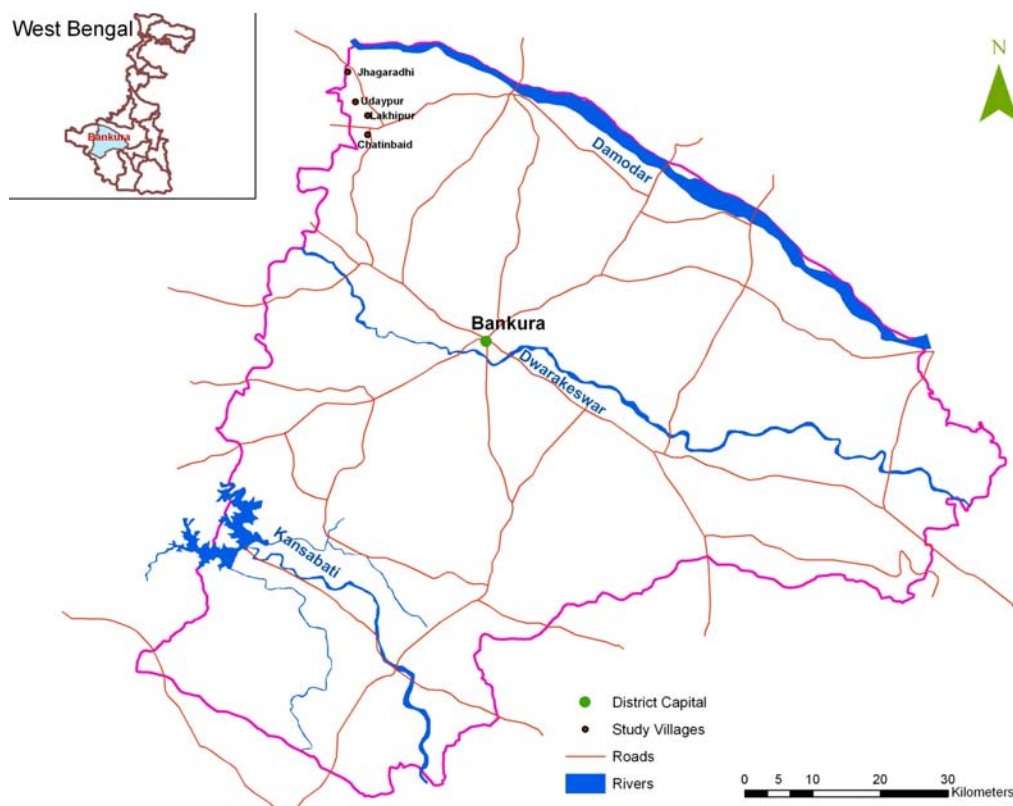 West Bengal
Bankura
N
Jhagaradhi
Udaypur
Lakhipur
Chatinbaid
Damodar
Bankura
Dwarakeswar
Kansabati
District Capital
Study Villages
Roads
Rivers
0 5 10 20 30
Kilometers